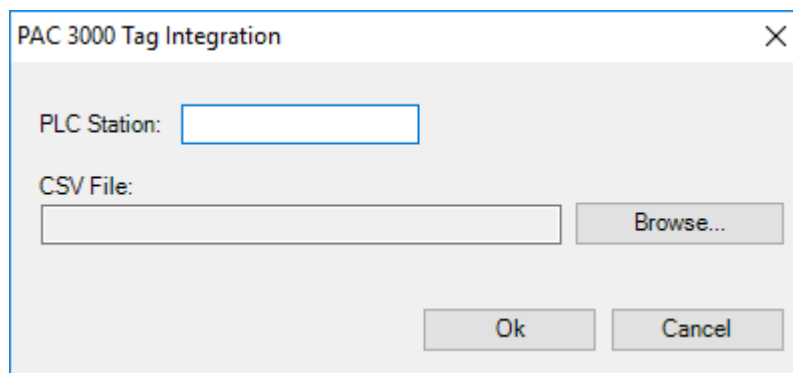 PAC 3000 Tag Integration
PLC Station:
CSV File:
Browse...
Ok Cancel